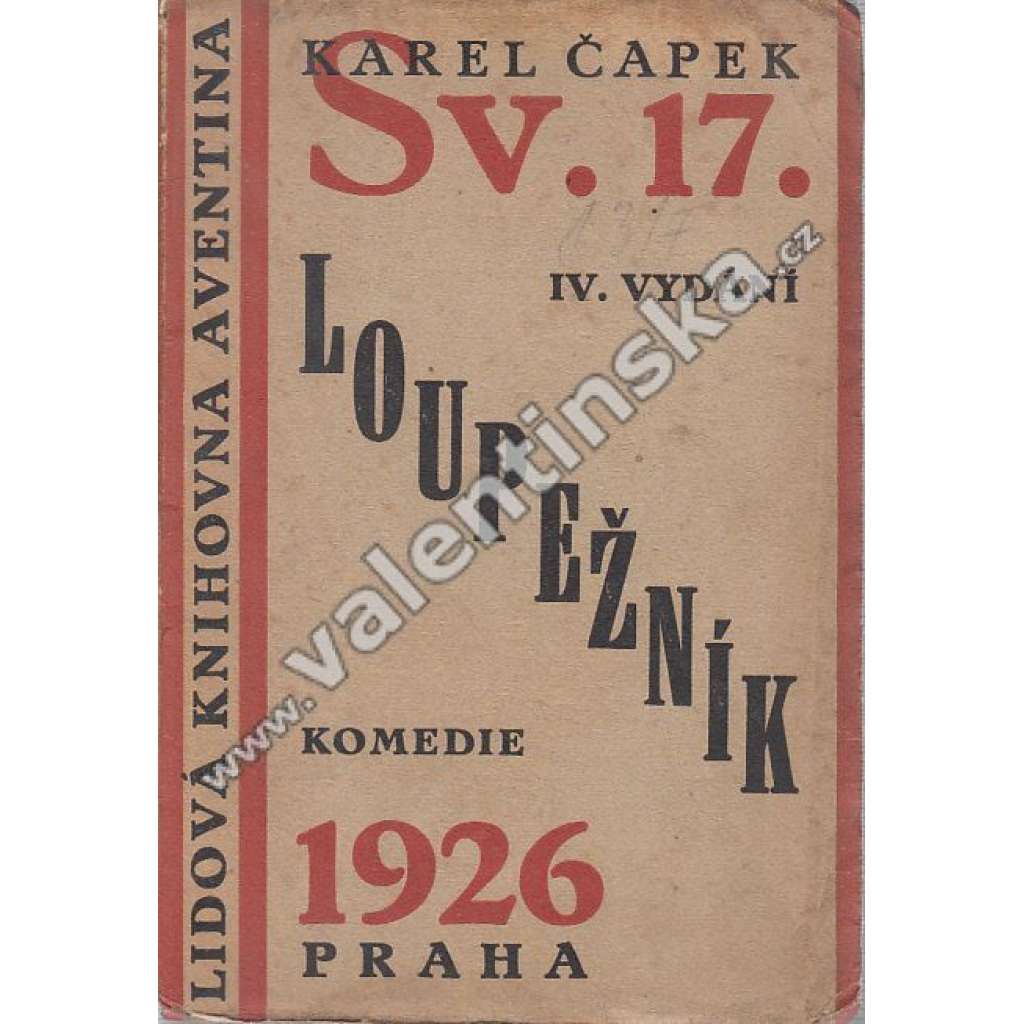 LIDOVÁ KNIHOVNA AVENTINA
KAREL ČAPEK
Sv. 17.
IV. VYDÁNÍ
LOUPEŽNÍK
KOMEDIE
1926
PRAHA
www.valentinska.cz